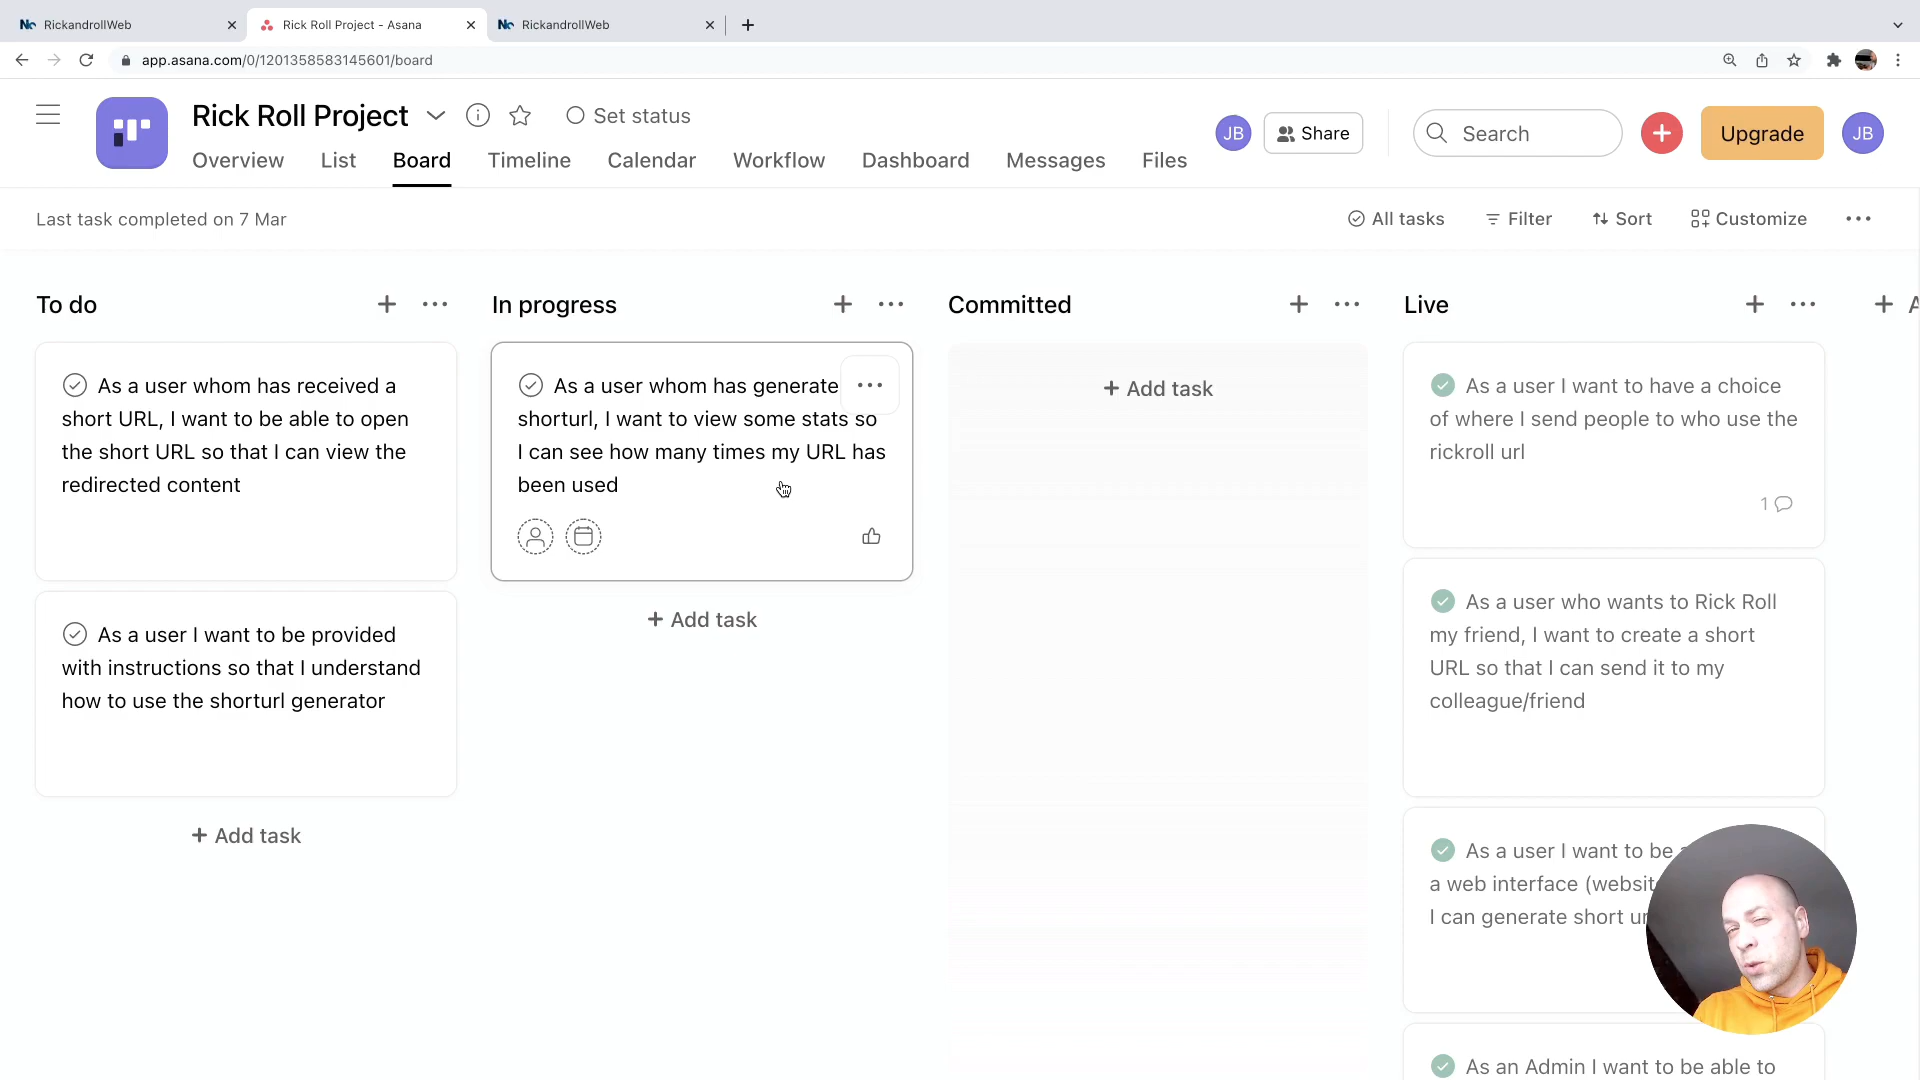 RickandrollWeb
Rick Roll Project - Asana
RickandrollWeb
app.asana.com/0/1201358583145601/board
Rick Roll Project
Set status
JB
Share
Search
Upgrade
JB
Overview
List
Board
Timeline
Calendar
Workflow
Dashboard
Messages
Files
Last task completed on 7 Mar
All tasks
Filter
Sort
Customize
To do
As a user whom has received a
short URL, I want to be able to open
the short URL so that I can view the
redirected content
As a user I want to be provided
with instructions so that I understand
how to use the shorturl generator
+ Add task
In progress
As a user whom has generate
shorturl, I want to view some stats so
I can see how many times my URL has
been used
+ Add task
Committed
+ Add task
Live
As a user I want to have a choice
of where I send people to who use the
rickroll url
1
As a user who wants to Rick Roll
my friend, I want to create a short
URL so that I can send it to my
colleague/friend
As a user I want to be
a web interface
I can generate short
As an Admin I want to be able to